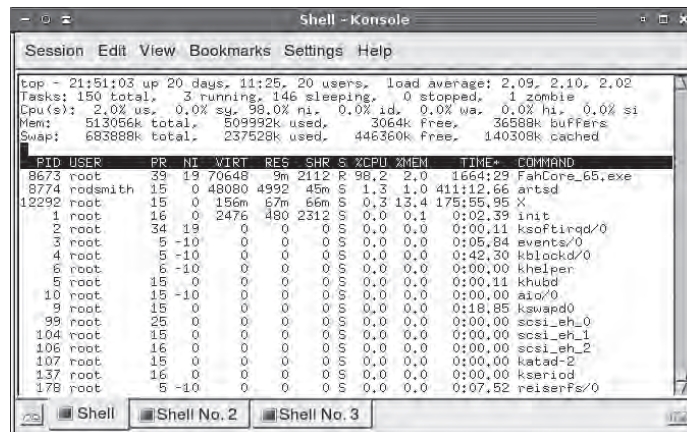 Shell - Konsole
Session Edit View Bookmarks Settings Help
top - 21:51:03 up 20 days, 11:25, 20 users, load average: 2.09, 2.10, 2.02
Tasks: 150 total, 3 running, 146 sleeping, 0 stopped, 1 zombie
Cpu(s): 2.0% us, 0.0% sy, 98.0% ni, 0.0% id, 0.0% wa, 0.0% hi, 0.0% si
Mem: 513056k total, 509992k used, 3064k free, 36588k buffers
Swap: 683888k total, 237528k used, 446360k free, 140308k cached
PID USER PR NI VIRT RES SHR S %CPU %MEM TIME+ COMMAND
8673 root 39 19 70648 9m 2112 R 98.2 2.0 1664:29 FahCore_65.exe
8774 rodsmith 15 0 48080 4992 45m S 1.3 1.0 411:12.66 artsd
12292 root 15 0 156m 67m 66m S 0.3 13.4 175:55.95 X
1 root 16 0 2476 480 2312 S 0.0 0.1 0:02.39 init
2 root 34 19 0 0 0 S 0.0 0.0 0:00.11 ksoftirqd/0
3 root 5 -10 0 0 0 S 0.0 0.0 0:05.84 events/0
4 root 5 -10 0 0 0 S 0.0 0.0 0:42.30 kblockd/0
6 root 6 -10 0 0 0 S 0.0 0.0 0:00.00 khelper
5 root 15 0 0 0 0 S 0.0 0.0 0:00.11 khubd
10 root 15 -10 0 0 0 S 0.0 0.0 0:00.00 aio/0
9 root 15 0 0 0 0 S 0.0 0.0 0:18.85 kswapd0
99 root 25 0 0 0 0 S 0.0 0.0 0:00.00 scsi_eh_0
104 root 15 0 0 0 0 S 0.0 0.0 0:00.00 scsi_eh_1
106 root 16 0 0 0 0 S 0.0 0.0 0:00.00 scsi_eh_2
107 root 15 0 0 0 0 S 0.0 0.0 0:00.00 katad-2
137 root 16 0 0 0 0 S 0.0 0.0 0:00.00 kseriod
178 root 5 -10 0 0 0 S 0.0 0.0 0:07.52 reiserfs/0
Shell Shell No. 2 Shell No. 3